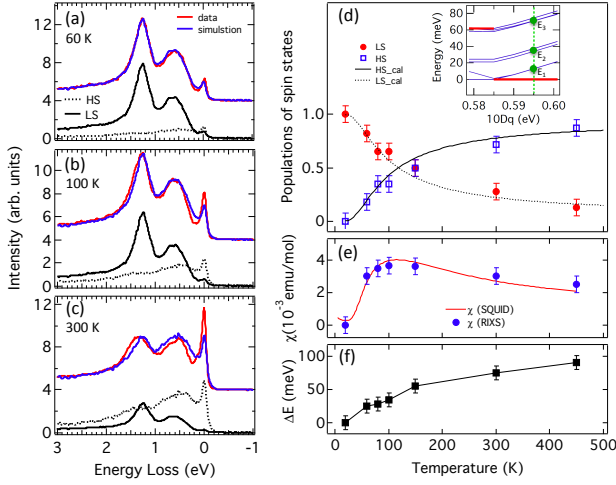 (a)
60 K
data
simulstion
HS
LS
12
8
4
0
(b)
100 K
12
8
4
0
(c)
300 K
12
8
4
0
3
2
1
0
-1
Energy Loss (eV)
Intensity (arb. units)
(d)
LS
HS
HS_cal
LS_cal
Populations of spin states
1.0
0.5
0.0
Energy (meV)
80
60
40
20
0
E3
E2
E1
0.58
0.59
0.60
10Dq (eV)
(e)
χ(10-3 emu/mol)
4
2
0
χ (SQUID)
χ (RIXS)
(f)
ΔE (meV)
100
50
0
0
100
200
300
400
500
Temperature (K)